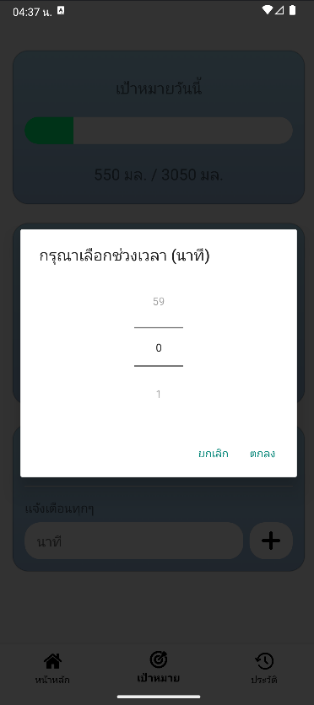 04:37 น.
เป้าหมายวันนี้
550 มล. / 3050 มล.
กรุณาเลือกช่วงเวลา (นาที)
59
0
1
ยกเลิก ตกลง
แจ้งเตือนทุกๆ
นาที
หน้าหลัก เป้าหมาย ประวัติ